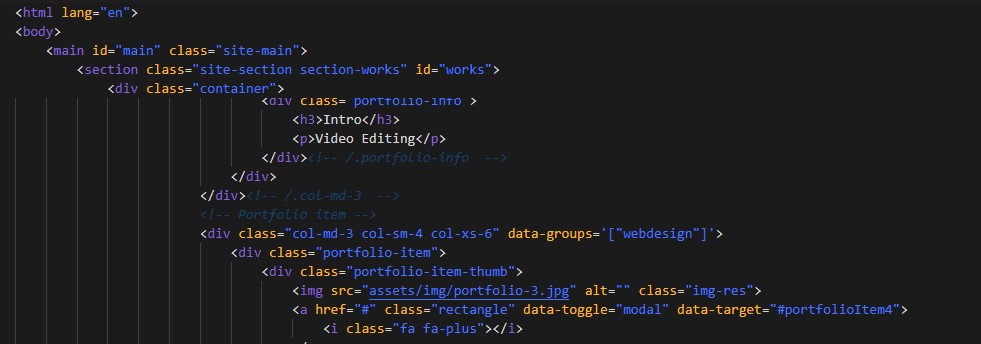 <html lang="en">
<body>
<main id="main" class="site-main">
<section class="site-section section-works" id="works">
<div class="container">
<div class="portfolio-info">
<h3>Intro</h3>
<p>Video Editing</p>
</div><!-- /.portfolio-info  -->
</div>
</div><!-- /.col-md-3  -->
<!-- Portfolio item -->
<div class="col-md-3 col-sm-4 col-xs-6" data-groups='["webdesign"]'>
<div class="portfolio-item">
<div class="portfolio-item-thumb">
<img src="assets/img/portfolio-3.jpg" alt="" class="img-res">
<a href="#" class="rectangle" data-toggle="modal" data-target="#portfolioItem4">
<i class="fa fa-plus"></i>